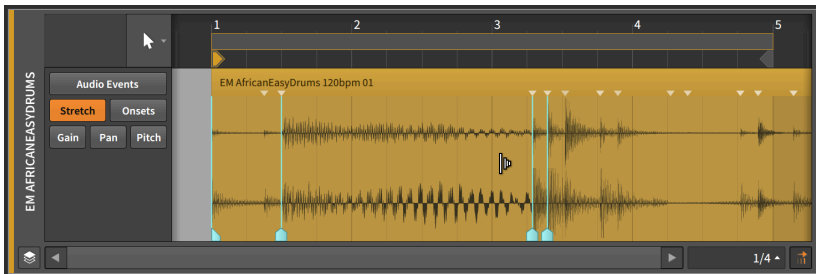 1 2 3 4 5
EM AFRICANEASYDRUMS
Audio Events
EM AfricanEasyDrums 120bpm 01
Stretch Onsets
Gain Pan Pitch
1/4